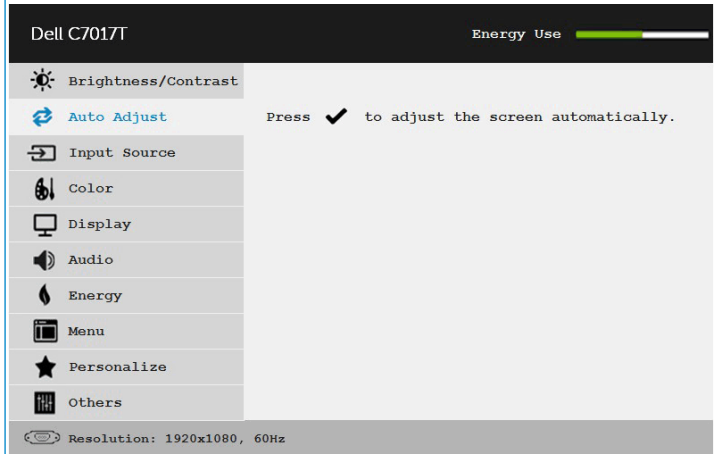 Dell C7017T
Energy Use
Brightness/Contrast
Auto Adjust
Press ✔ to adjust the screen automatically.
Input Source
Color
Display
Audio
Energy
Menu
Personalize
Others
Resolution: 1920x1080, 60Hz